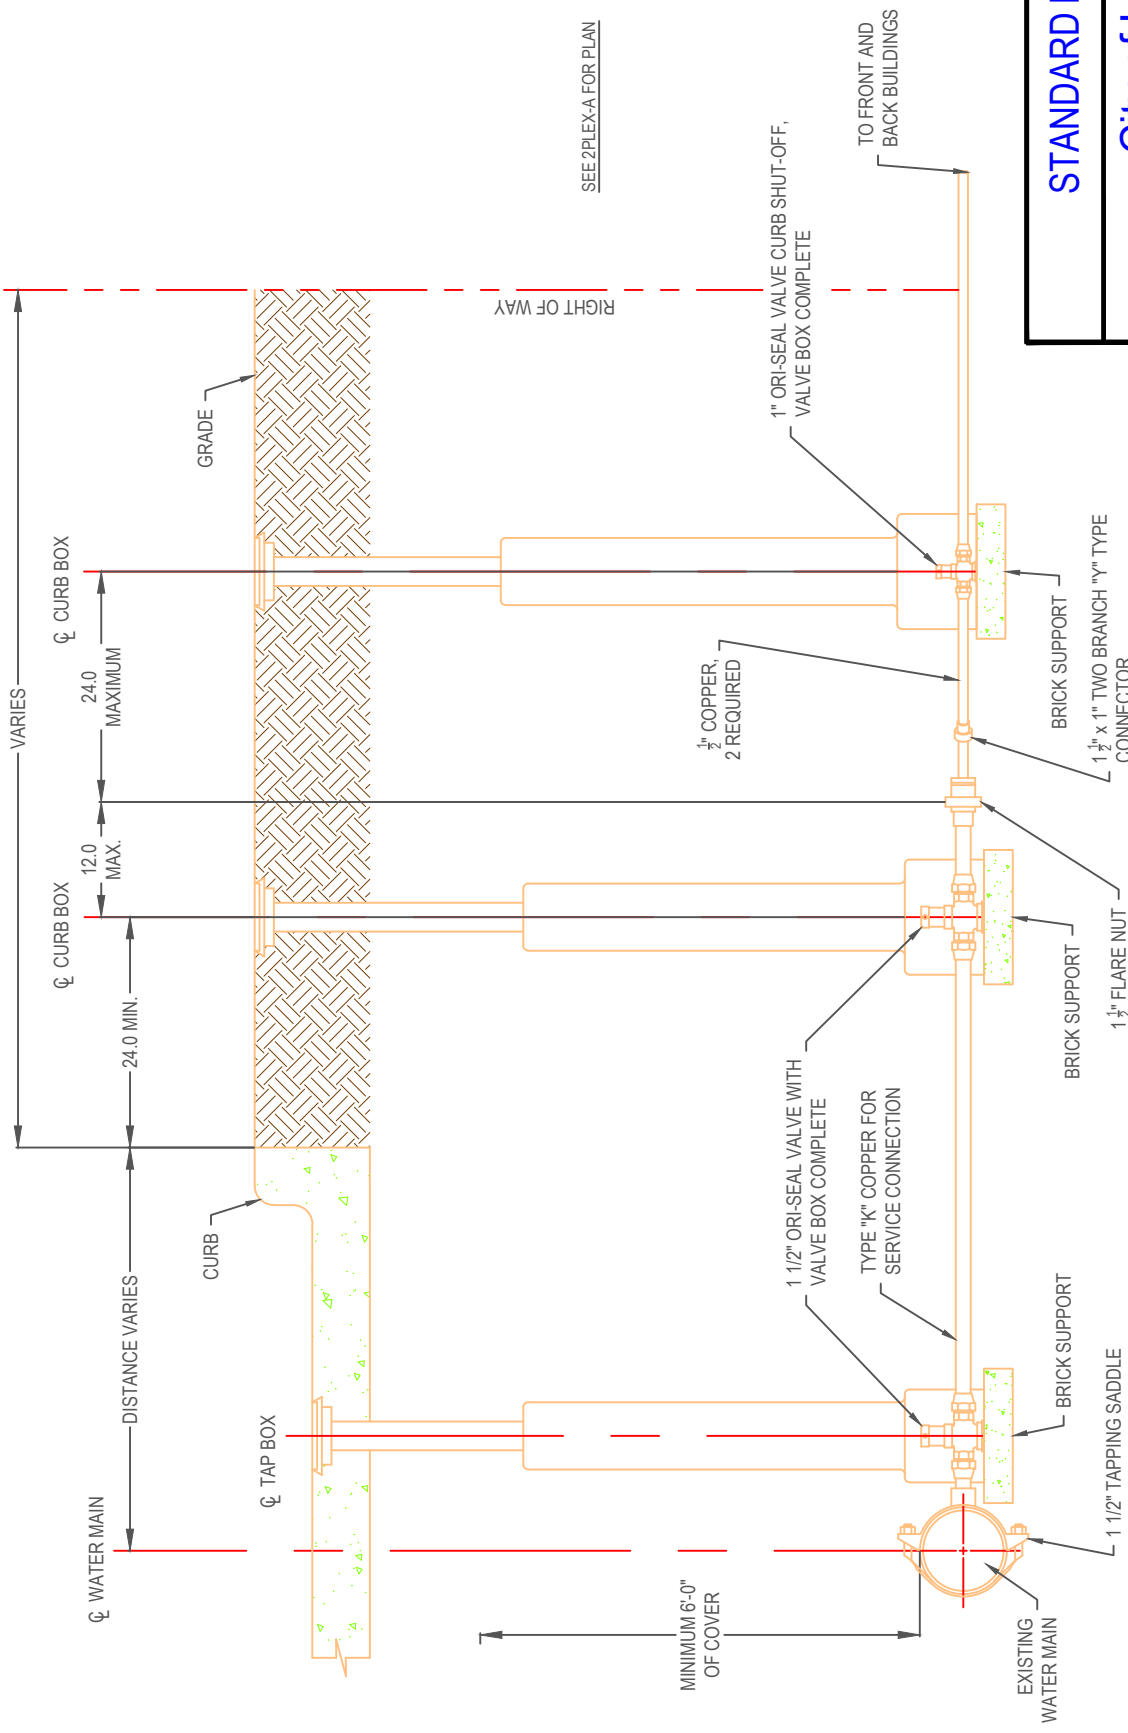 VARIES
℄ WATER MAIN
DISTANCE VARIES
24.0 MIN.
℄ CURB BOX
12.0
MAX.
24.0
MAXIMUM
℄ CURB BOX
℄ TAP BOX
CURB
GRADE
RIGHT OF WAY
SEE 2PLEX-A FOR PLAN
MINIMUM 6'-0"
OF COVER
1 1/2" ORI-SEAL VALVE WITH
VALVE BOX COMPLETE
TYPE "K" COPPER FOR
SERVICE CONNECTION
1/2" COPPER,
2 REQUIRED
1" ORI-SEAL VALVE CURB SHUT-OFF,
VALVE BOX COMPLETE
TO FRONT AND
BACK BUILDINGS
EXISTING
WATER MAIN
1 1/2" TAPPING SADDLE
BRICK SUPPORT
BRICK SUPPORT
1 1/2" FLARE NUT
BRICK SUPPORT
1 1/2" x 1" TWO BRANCH "Y" TYPE
CONNECTOR
STANDARD
City of